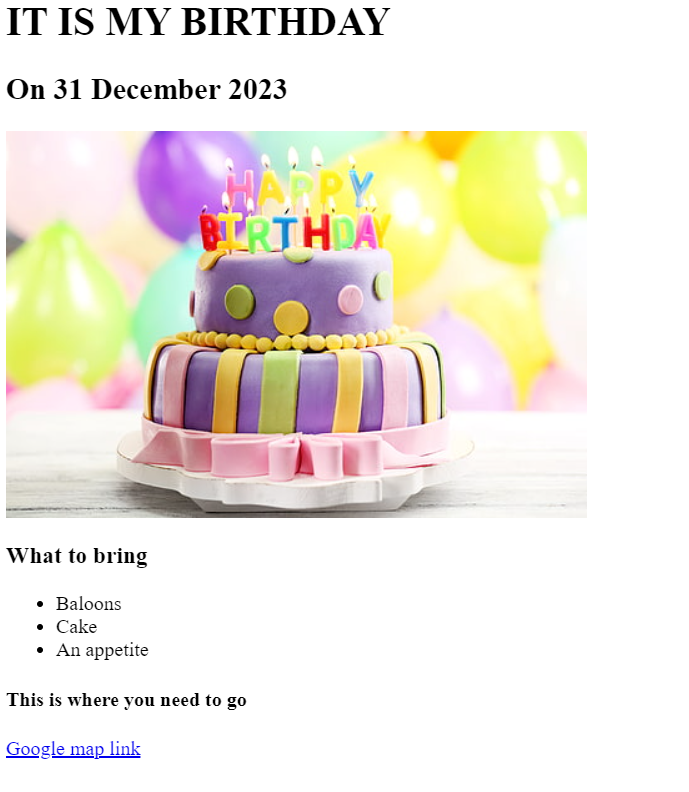 IT IS MY BIRTHDAY
On 31 December 2023
HAPPY
BIRTHDAY
What to bring
Baloons
Cake
An appetite
This is where you need to go
Google map link